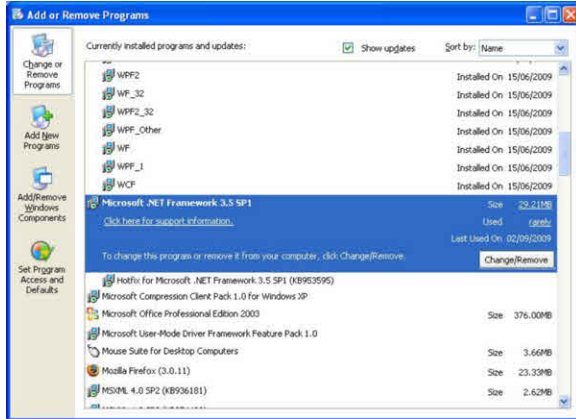 Add or Remove Programs
Change or
Remove
Programs
Add New
Programs
Add/Remove
Windows
Components
Set Program
Access and
Defaults
Currently installed programs and updates:
Show updates
Sort by: Name
WPF2 Installed On 15/06/2009
WF_32 Installed On 15/06/2009
WPF2_32 Installed On 15/06/2009
WPF_Other Installed On 15/06/2009
WF Installed On 15/06/2009
WPF_1 Installed On 15/06/2009
WCF Installed On 15/06/2009
Microsoft .NET Framework 3.5 SP1 Size 29.21MB
Click here for support information. Used rarely
Last Used On 02/09/2009
To change this program or remove it from your computer, click Change/Remove. Change/Remove
Hotfix for Microsoft .NET Framework 3.5 SP1 (KB953595)
Microsoft Compression Client Pack 1.0 for Windows XP
Microsoft Office Professional Edition 2003 Size 376.00MB
Microsoft User-Mode Driver Framework Feature Pack 1.0
Mouse Suite for Desktop Computers Size 3.66MB
Mozilla Firefox (3.0.11) Size 23.33MB
MSXML 4.0 SP2 (KB936181) Size 2.62MB